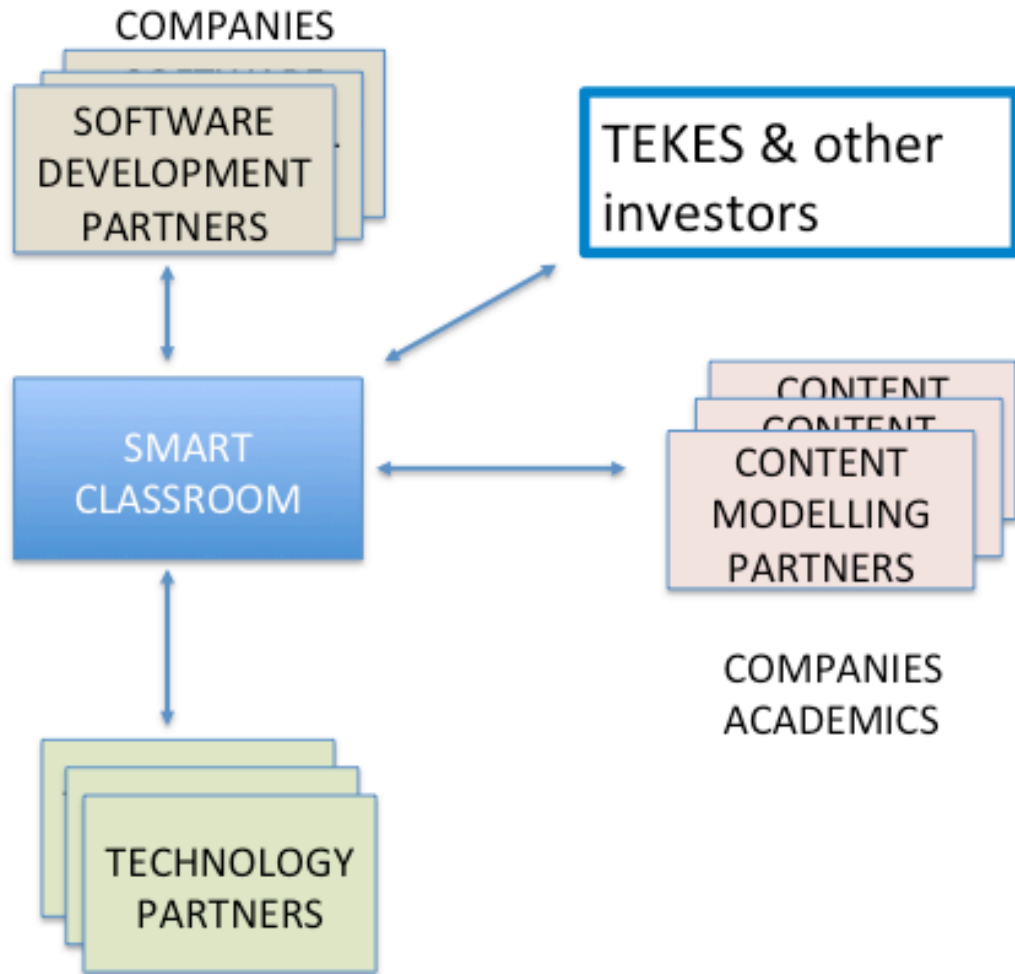 COMPANIES
SOFTWARE
DEVELOPMENT
PARTNERS
TEKES & other
investors
SMART
CLASSROOM
CONTENT
CONTENT
CONTENT
MODELLING
PARTNERS
COMPANIES
ACADEMICS
TECHNOLOGY
PARTNERS